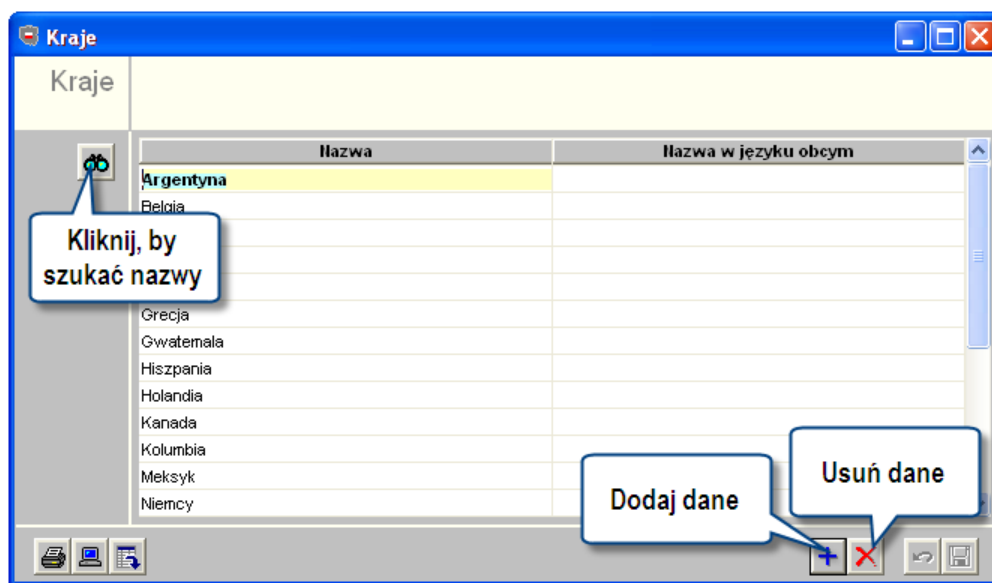 Kraje
Kraje
Nazwa
Nazwa w języku obcym
Argentyna
Belgia
Kliknij, by
szukać nazwy
Grecja
Gwatemala
Hiszpania
Holandia
Kanada
Kolumbia
Meksyk
Niemcy
Dodaj dane
Usuń dane